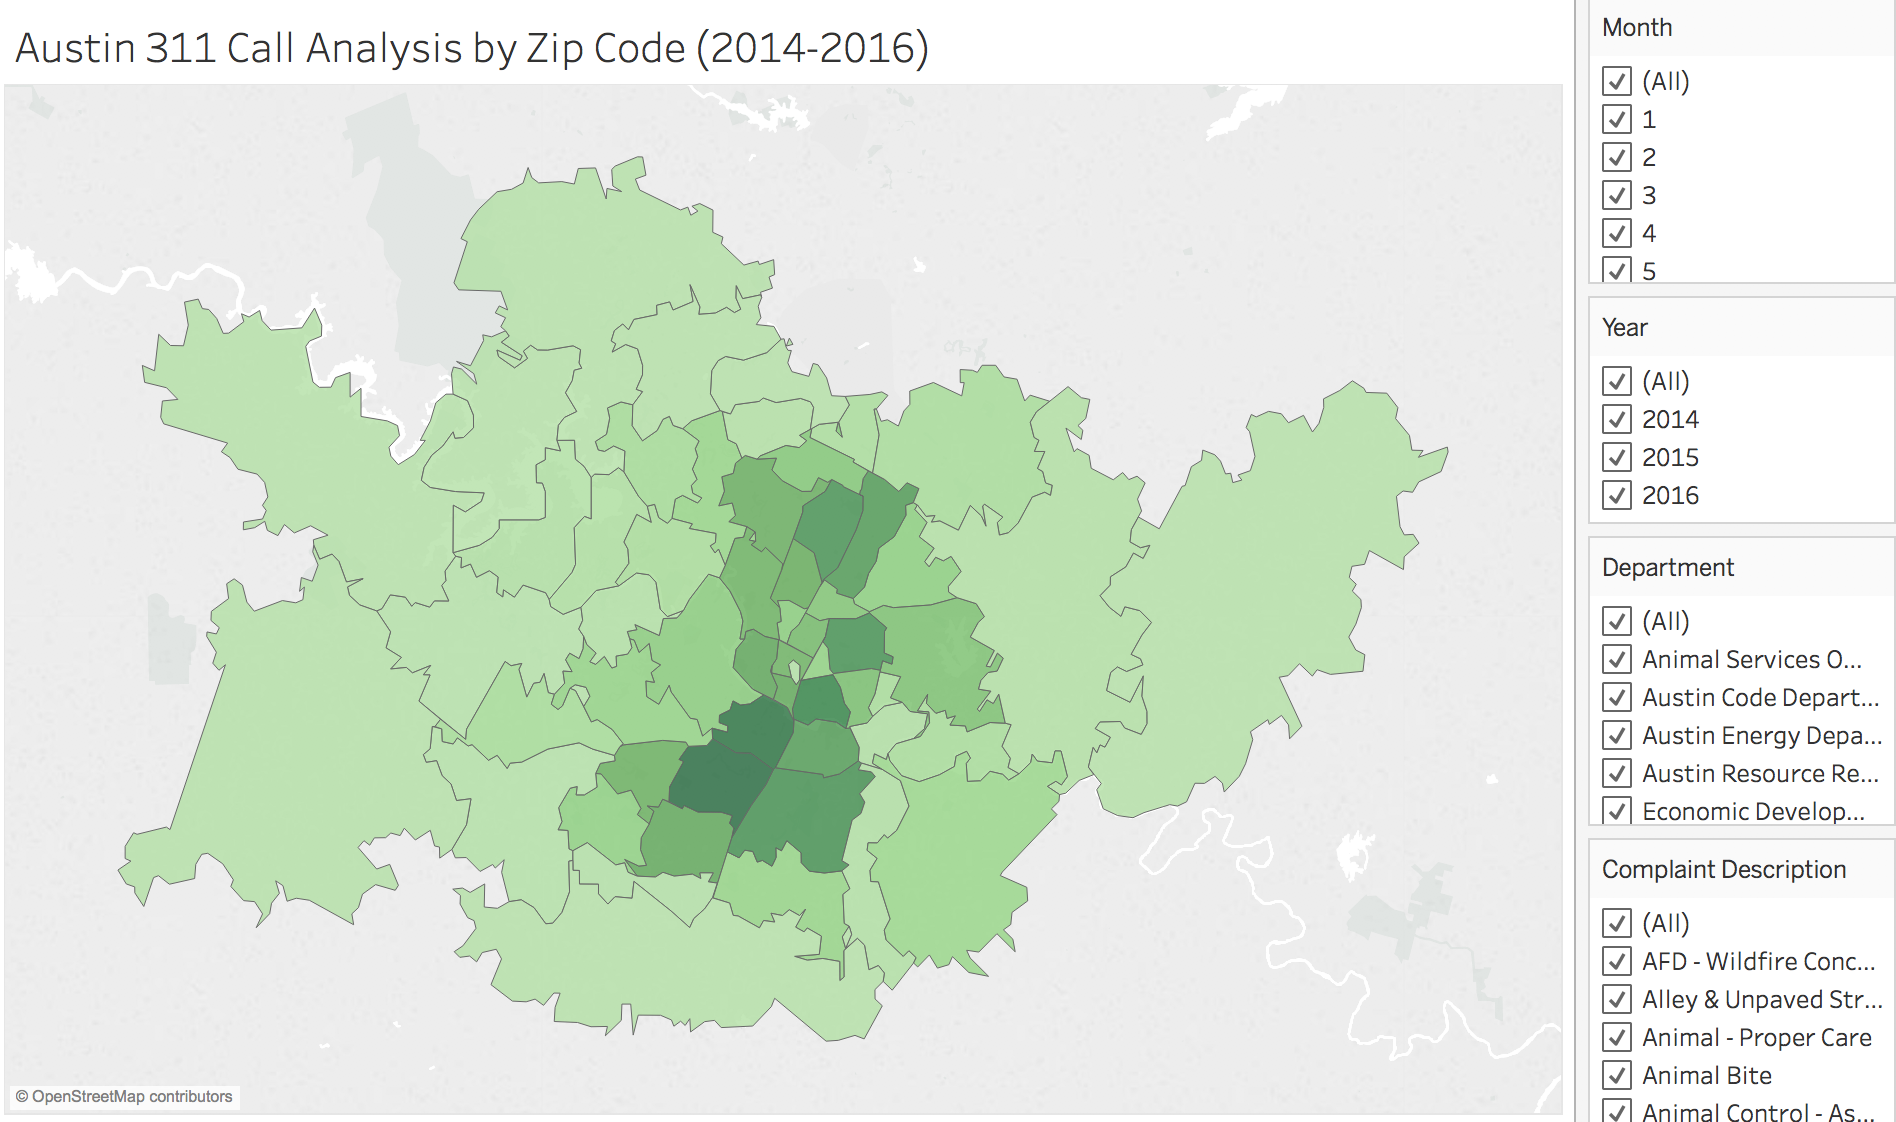 Austin 311 Call Analysis by Zip Code (2014-2016)
© OpenStreetMap contributors
Month
(All)
1
2
3
4
5
Year
(All)
2014
2015
2016
Department
(All)
Animal Services O...
Austin Code Depart...
Austin Energy Depa...
Austin Resource Re...
Economic Develop...
Complaint Description
(All)
AFD - Wildfire Conc...
Alley & Unpaved Str...
Animal - Proper Care
Animal Bite
Animal Control - As...